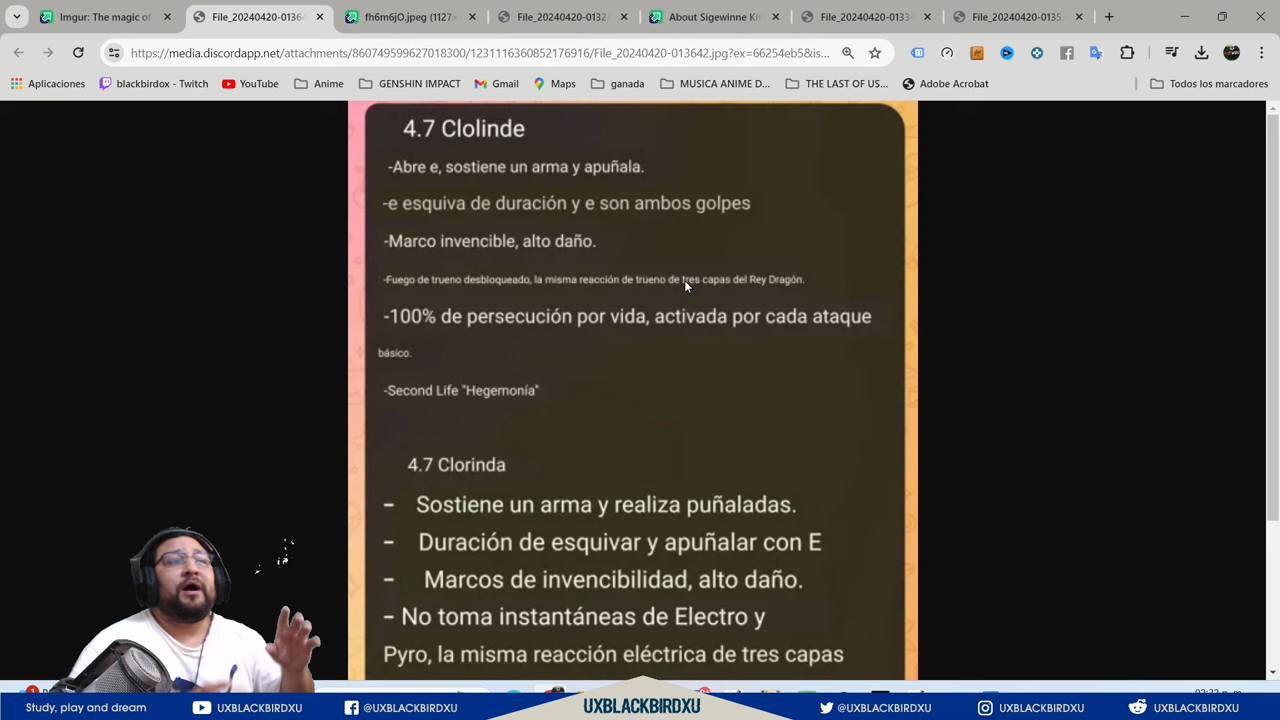 Imgur: The magic of
File_20240420-0136
fh6m6jO.jpeg (1127×
File_20240420-0132
About Sigewinne Kit
File_20240420-013
File_20240420-0135
https://media.discordapp.net/attachments/860749599627018300/1231116360852176916/File_20240420-013642.jpg?ex=66254eb5&is...
Aplicaciones
blackbirdox - Twitch
YouTube
Anime
GENSHIN IMPACT
Gmail
Maps
ganada
MUSICA ANIME D...
THE LAST OF US...
Adobe Acrobat
Todos los marcadores
4.7 Clolinde
-Abre e, sostiene un arma y apuñala.
-e esquiva de duración y e son ambos golpes
-Marco invencible, alto daño.
-Fuego de trueno desbloqueado, la misma reacción de trueno de tres capas del Rey Dragón.
-100% de persecución por vida, activada por cada ataque
básico.
-Second Life "Hegemonía"
4.7 Clorinda
- Sostiene un arma y realiza puñaladas.
- Duración de esquivar y apuñalar con E
- Marcos de invencibilidad, alto daño.
- No toma instantáneas de Electro y
Pyro, la misma reacción eléctrica de tres capas
Study, play and dream
UXBLACKBIRDXU
@UXBLACKBIRDXU
UXBLACKBIRDXU
@UXBLACKBIRDXU
UXBLACKBIRDXU
UXBLACKBIRDXU